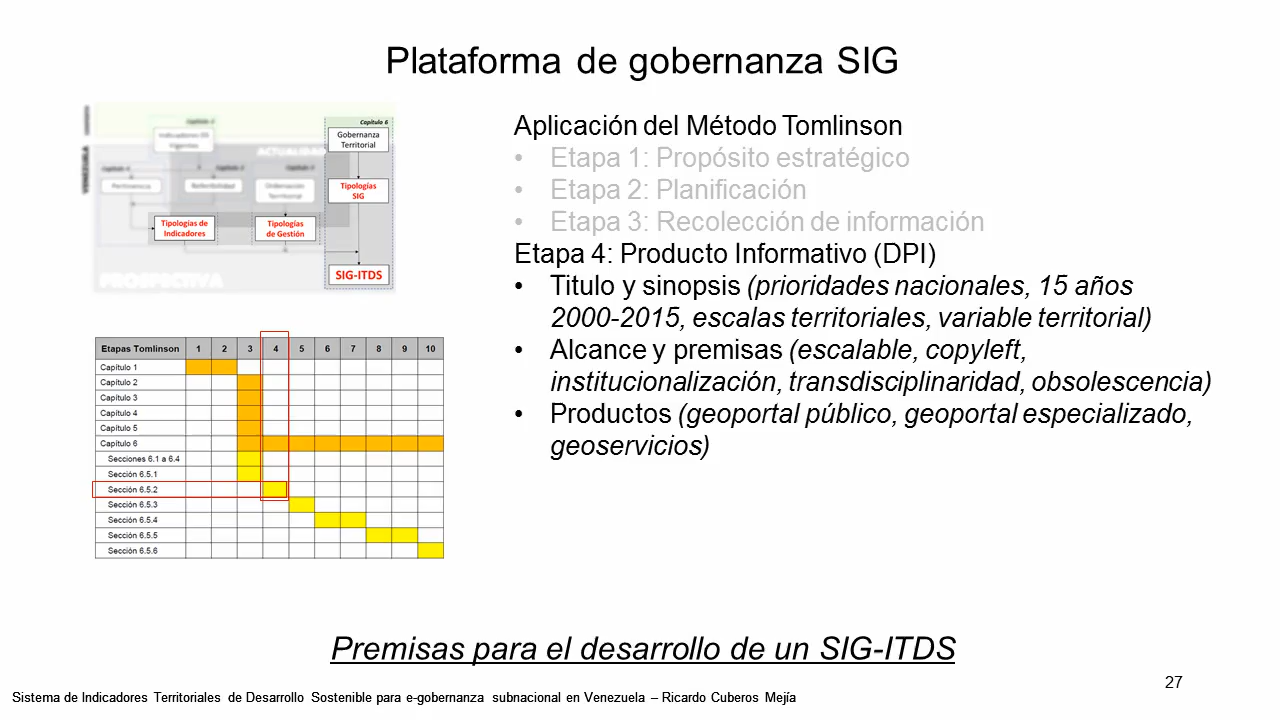 Plataforma de gobernanza SIG
Capítulo 6
Gobernanza
Territorial
Tipologías
SIG
Tipologías de
Indicadores
Tipologías
de Gestión
SIG-ITDS
VENEZUELA
ACTUALIDAD
PROSPECTIVA
Aplicación del Método Tomlinson
• Etapa 1: Propósito estratégico
• Etapa 2: Planificación
• Etapa 3: Recolección de información
Etapa 4: Producto Informativo (DPI)
• Titulo y sinopsis (prioridades nacionales, 15 años
2000-2015, escalas territoriales, variable territorial)
• Alcance y premisas (escalable, copyleft,
institucionalización, transdisciplinaridad, obsolescencia)
• Productos (geoportal público, geoportal especializado,
geoservicios)
Etapas Tomlinson 1 2 3 4 5 6 7 8 9 10
Capítulo 1
Capítulo 2
Capítulo 3
Capítulo 4
Capítulo 5
Capítulo 6
Secciones 6.1 a 6.4
Sección 6.5.1
Sección 6.5.2
Sección 6.5.3
Sección 6.5.4
Sección 6.5.5
Sección 6.5.6
Premisas para el desarrollo de un SIG-ITDS
27
Sistema de Indicadores Territoriales de Desarrollo Sostenible para e-gobernanza subnacional en Venezuela – Ricardo Cuberos Mejía